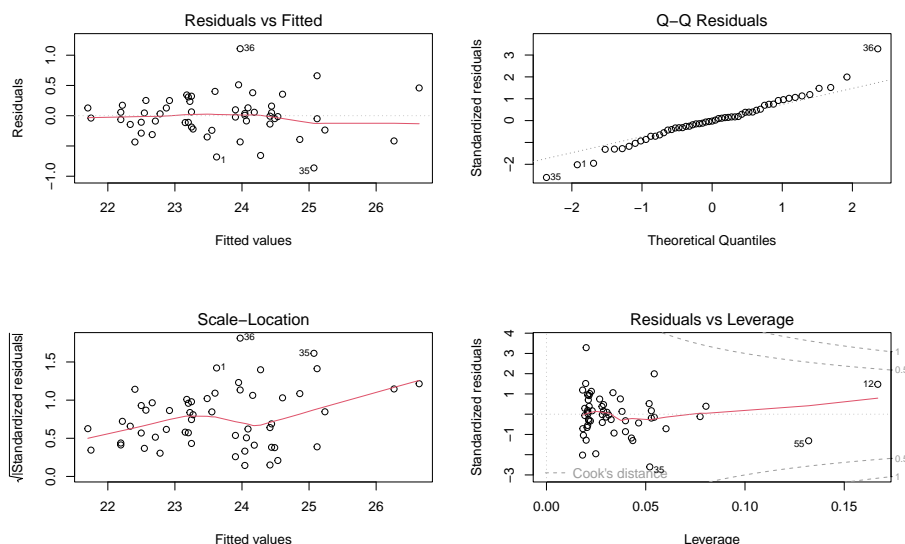 Residuals vs Fitted
Residuals
1.0
0.5
0.0
−1.0
36
1
35
22 23 24 25 26
Fitted values
Q−Q Residuals
Standardized residuals
3
2
1
0
−2
36
1
35
−2 −1 0 1 2
Theoretical Quantiles
Scale−Location
√|Standardized residuals|
1.5
1.0
0.5
0.0
36
35
1
22 23 24 25 26
Fitted values
Residuals vs Leverage
Standardized residuals
4
3
2
1
−1
−3
1
0.5
12
55
0.5
35
Cook's distance
1
0.00 0.05 0.10 0.15
Leverage